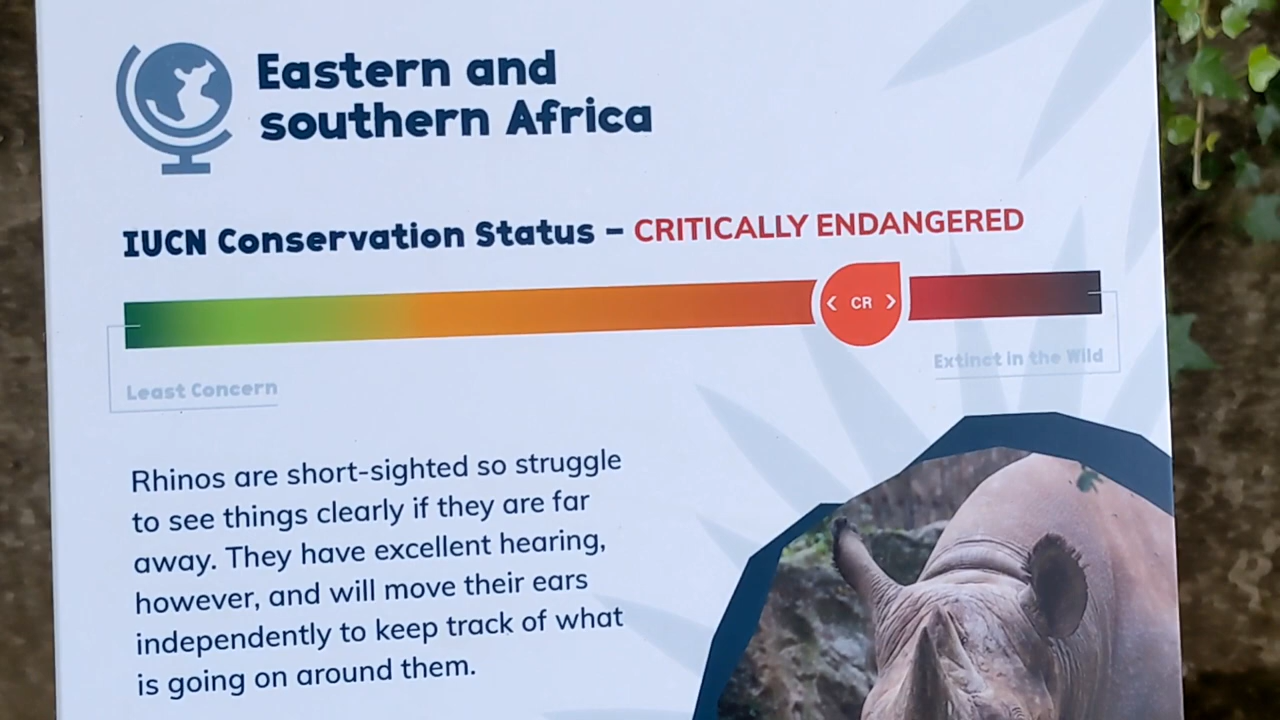 Eastern and
southern Africa
IUCN Conservation Status – CRITICALLY ENDANGERED
< CR >
Least Concern
Extinct in the Wild
Rhinos are short-sighted so struggle
to see things clearly if they are far
away. They have excellent hearing,
however, and will move their ears
independently to keep track of what
is going on around them.